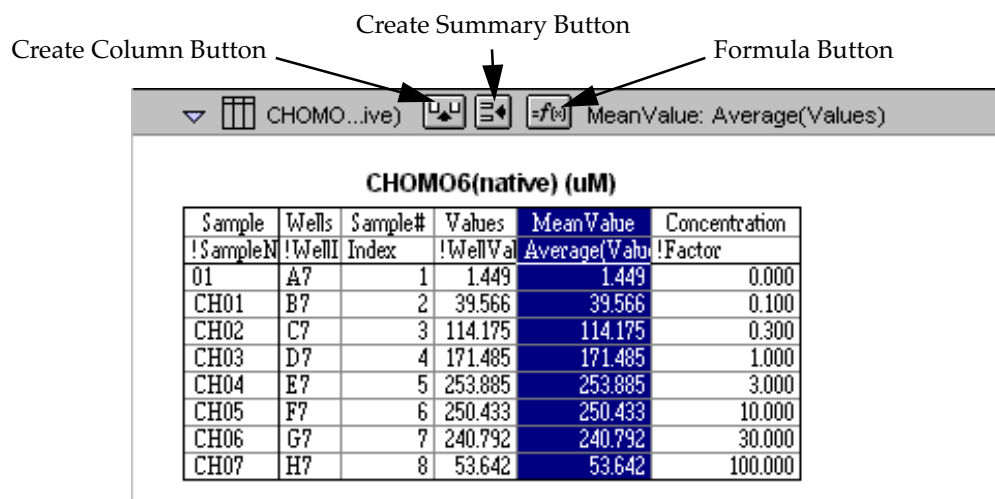 Create Summary Button
Create Column Button
Formula Button
CHOMO...ive) =f(x) MeanValue: Average(Values)
CHOMO6(native) (uM)
Sample Wells Sample# Values MeanValue Concentration
!SampleN !WellI Index !WellVal Average(Valu !Factor
01 A7 1 1.449 1.449 0.000
CH01 B7 2 39.566 39.566 0.100
CH02 C7 3 114.175 114.175 0.300
CH03 D7 4 171.485 171.485 1.000
CH04 E7 5 253.885 253.885 3.000
CH05 F7 6 250.433 250.433 10.000
CH06 G7 7 240.792 240.792 30.000
CH07 H7 8 53.642 53.642 100.000